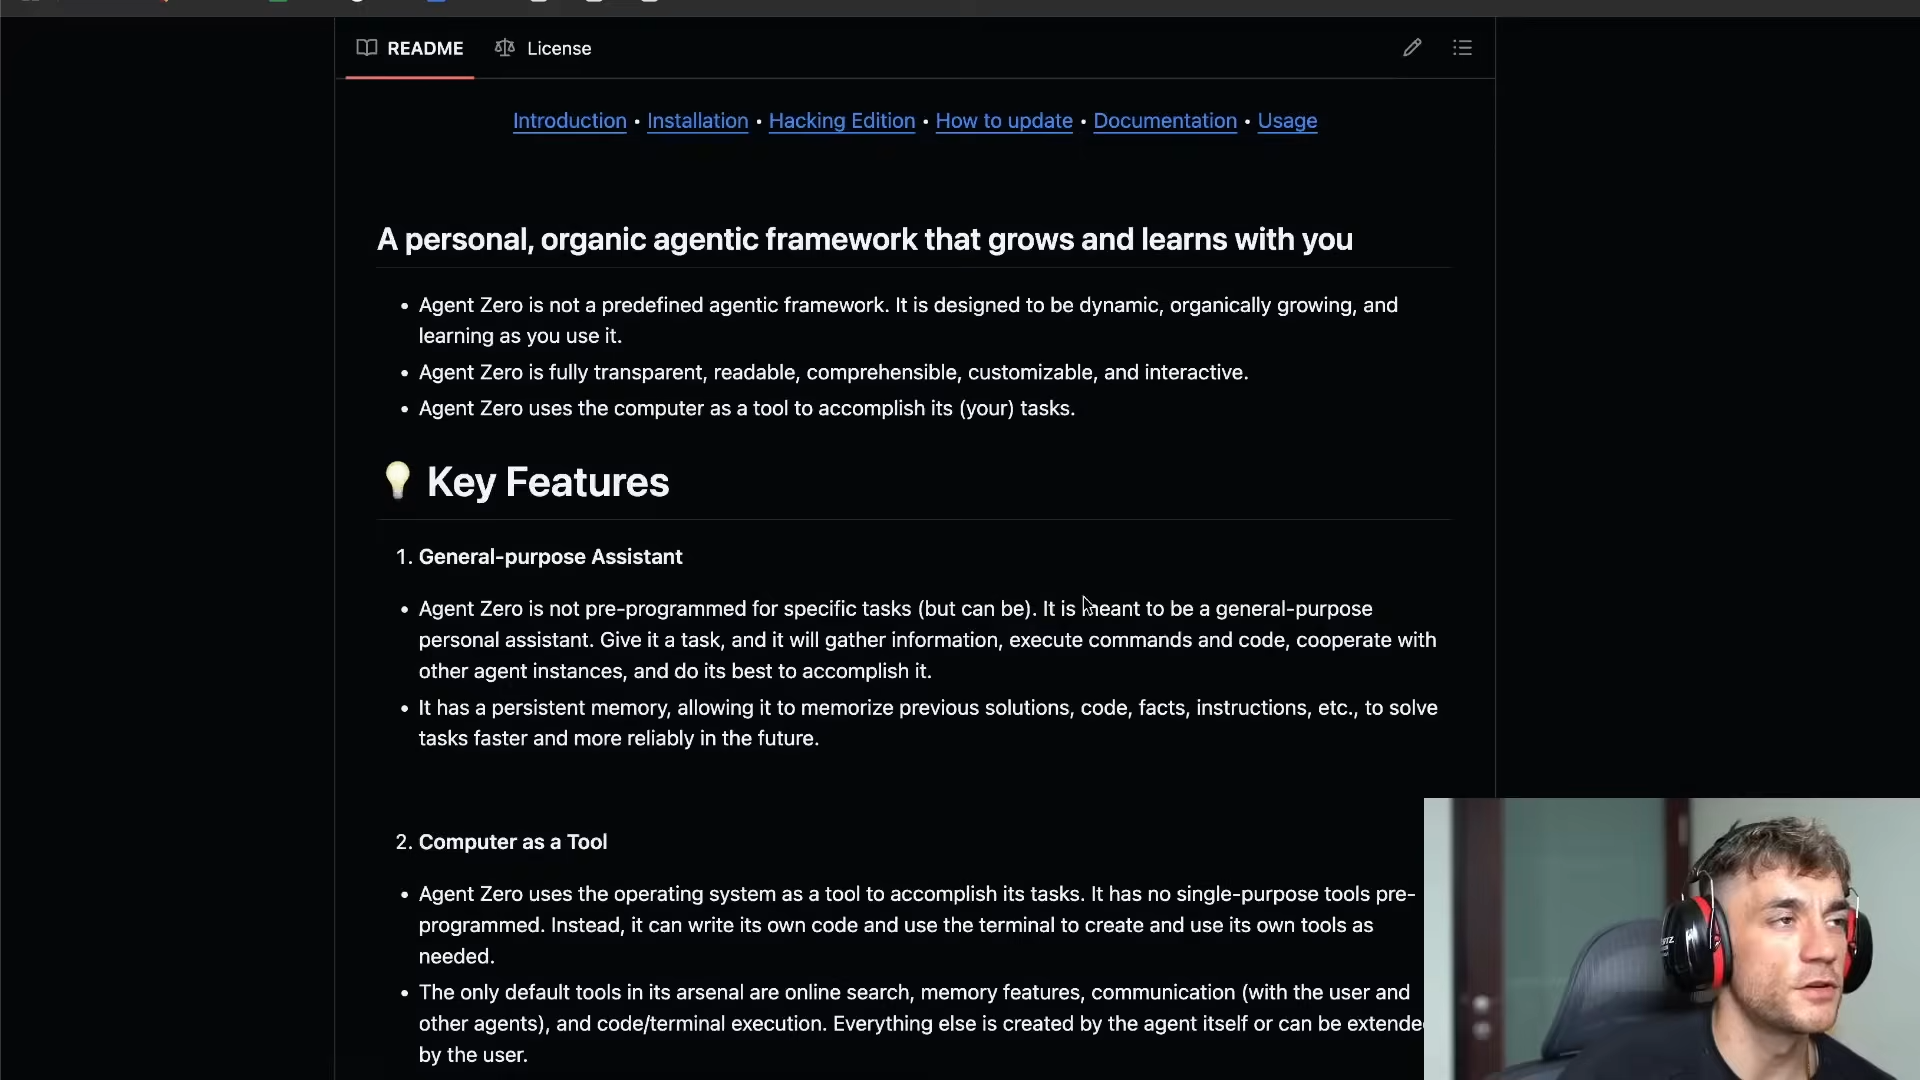 README License
Introduction • Installation • Hacking Edition • How to update • Documentation • Usage
A personal, organic agentic framework that grows and learns with you
• Agent Zero is not a predefined agentic framework. It is designed to be dynamic, organically growing, and
learning as you use it.
• Agent Zero is fully transparent, readable, comprehensible, customizable, and interactive.
• Agent Zero uses the computer as a tool to accomplish its (your) tasks.
💡 Key Features
1. General-purpose Assistant
• Agent Zero is not pre-programmed for specific tasks (but can be). It is meant to be a general-purpose
personal assistant. Give it a task, and it will gather information, execute commands and code, cooperate with
other agent instances, and do its best to accomplish it.
• It has a persistent memory, allowing it to memorize previous solutions, code, facts, instructions, etc., to solve
tasks faster and more reliably in the future.
2. Computer as a Tool
• Agent Zero uses the operating system as a tool to accomplish its tasks. It has no single-purpose tools pre-
programmed. Instead, it can write its own code and use the terminal to create and use its own tools as
needed.
• The only default tools in its arsenal are online search, memory features, communication (with the user and
other agents), and code/terminal execution. Everything else is created by the agent itself or can be extende
by the user.